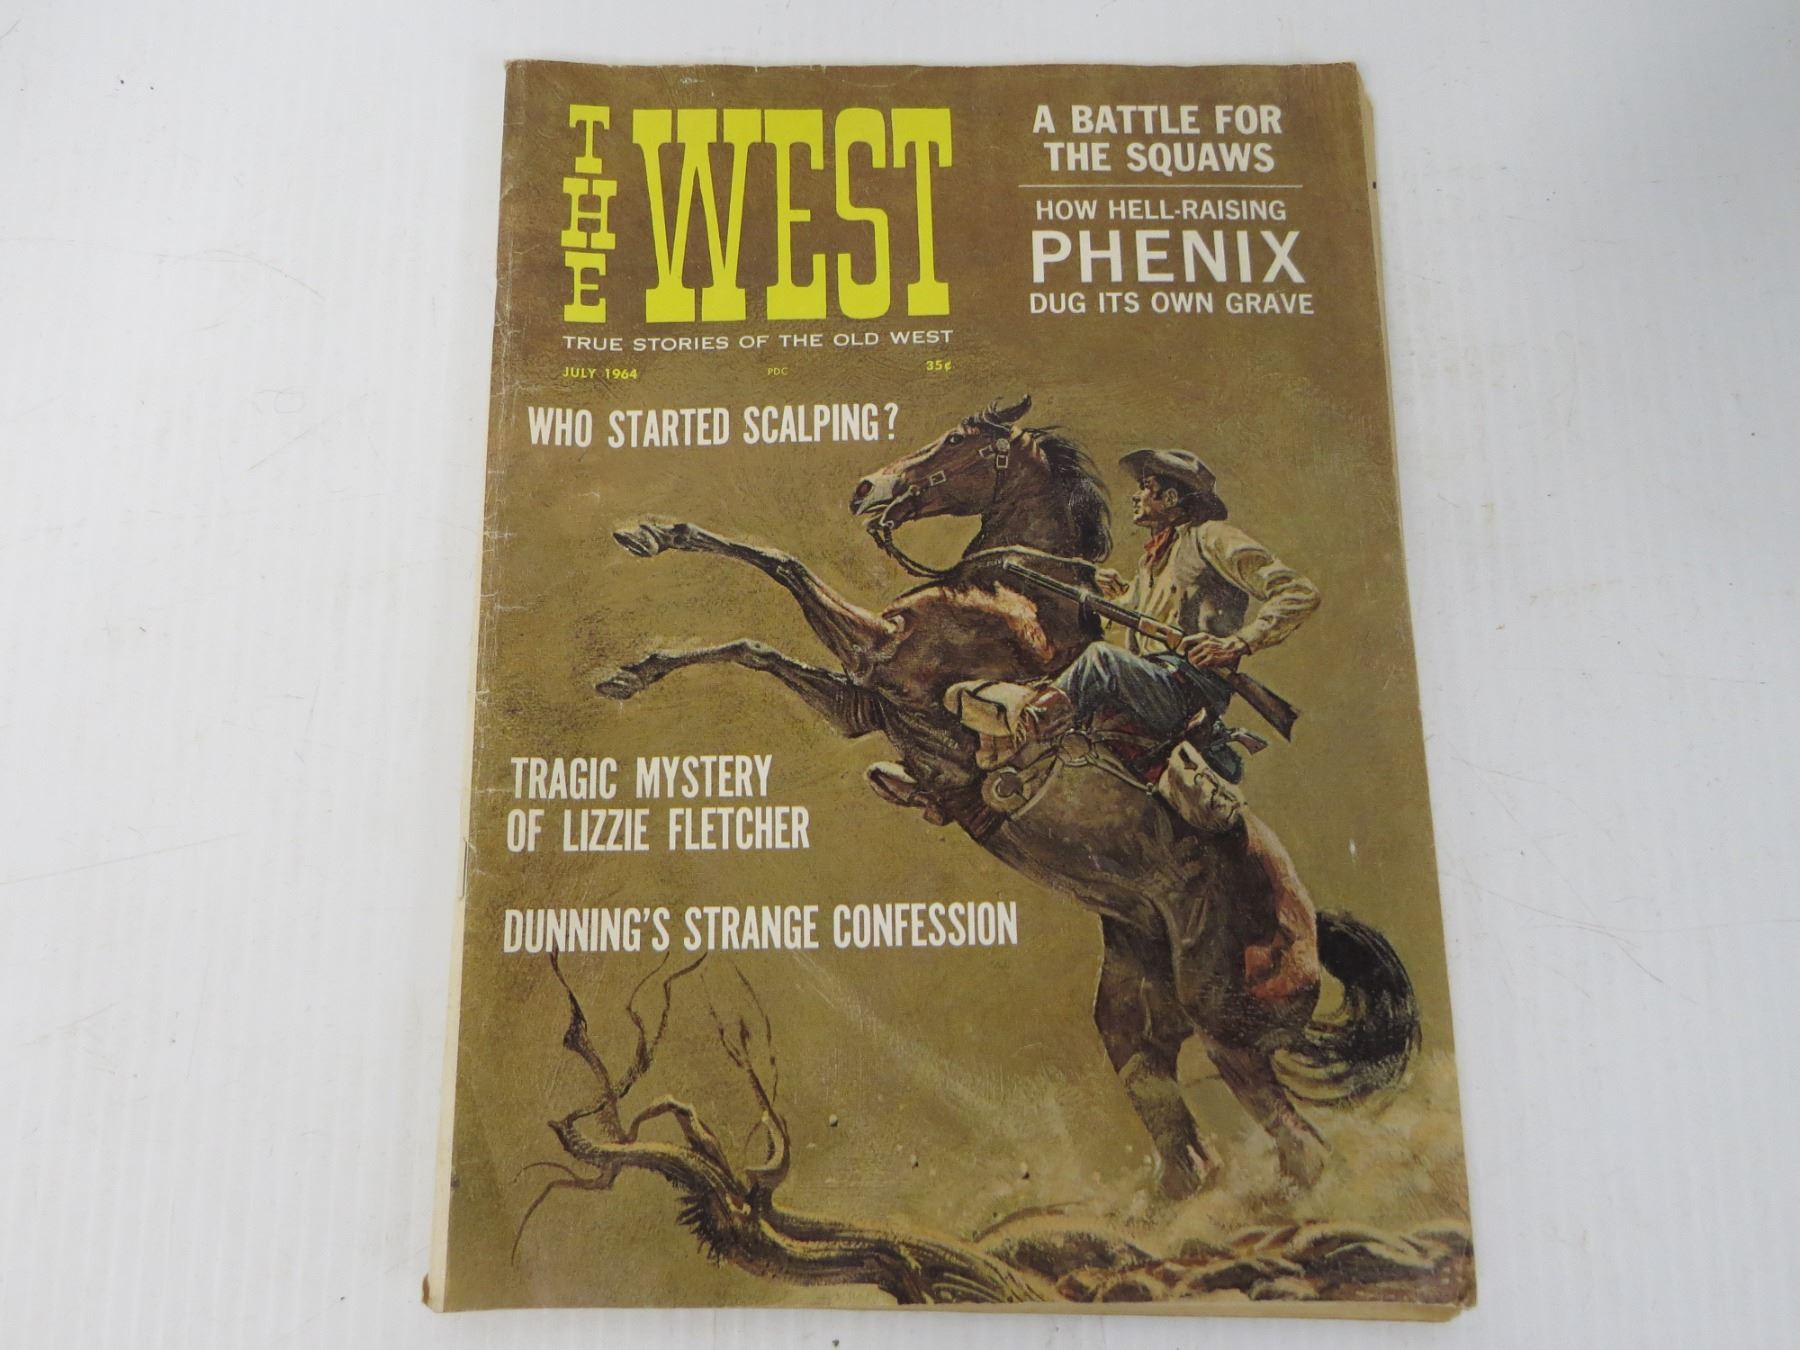 THE WEST
TRUE STORIES OF THE OLD WEST
JULY 1964 PDC 35¢
A BATTLE FOR
THE SQUAWS
HOW HELL-RAISING
PHENIX
DUG ITS OWN GRAVE
WHO STARTED SCALPING?
TRAGIC MYSTERY
OF LIZZIE FLETCHER
DUNNING'S STRANGE CONFESSION